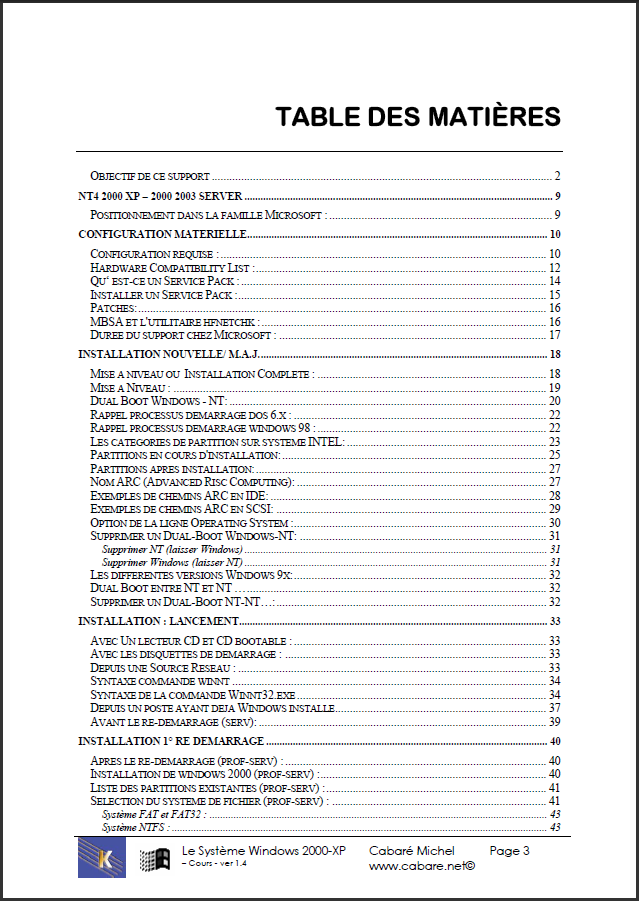 TABLE DES MATIÈRES
OBJECTIF DE CE SUPPORT ... 2
NT4 2000 XP – 2000 2003 SERVER ... 9
POSITIONNEMENT DANS LA FAMILLE MICROSOFT : ... 9
CONFIGURATION MATERIELLE... 10
CONFIGURATION REQUISE : ... 10
HARDWARE COMPATIBILITY LIST : ... 12
QU' EST-CE UN SERVICE PACK : ... 14
INSTALLER UN SERVICE PACK : ... 15
PATCHES: ... 16
MBSA ET L'UTILITAIRE HFNETCHK : ... 16
DUREE DU SUPPORT CHEZ MICROSOFT : ... 17
INSTALLATION NOUVELLE/ M.A.J. ... 18
MISE A NIVEAU OU INSTALLATION COMPLETE : ... 18
MISE A NIVEAU : ... 19
DUAL BOOT WINDOWS - NT: ... 20
RAPPEL PROCESSUS DEMARRAGE DOS 6.X : ... 22
RAPPEL PROCESSUS DEMARRAGE WINDOWS 98 : ... 22
LES CATEGORIES DE PARTITION SUR SYSTEME INTEL: ... 23
PARTITIONS EN COURS D'INSTALLATION: ... 25
PARTITIONS APRES INSTALLATION: ... 27
NOM ARC (ADVANCED RISC COMPUTING): ... 27
EXEMPLES DE CHEMINS ARC EN IDE: ... 28
EXEMPLES DE CHEMINS ARC EN SCSI: ... 29
OPTION DE LA LIGNE OPERATING SYSTEM : ... 30
SUPPRIMER UN DUAL-BOOT WINDOWS-NT: ... 31
Supprimer NT (laisser Windows) ... 31
Supprimer Windows (laisser NT) ... 31
LES DIFFERENTES VERSIONS WINDOWS 9X: ... 32
DUAL BOOT ENTRE NT ET NT ... 32
SUPPRIMER UN DUAL-BOOT NT-NT…: ... 32
INSTALLATION : LANCEMENT... 33
AVEC UN LECTEUR CD ET CD BOOTABLE : ... 33
AVEC LES DISQUETTES DE DEMARRAGE : ... 33
DEPUIS UNE SOURCE RESEAU : ... 33
SYNTAXE COMMANDE WINNT ... 34
SYNTAXE DE LA COMMANDE WINNT32.EXE ... 34
DEPUIS UN POSTE AYANT DEJA WINDOWS INSTALLE... 37
AVANT LE RE-DEMARRAGE (SERV): ... 39
INSTALLATION 1° RE DEMARRAGE ... 40
APRES LE RE-DEMARRAGE (PROF-SERV) : ... 40
INSTALLATION DE WINDOWS 2000 (PROF-SERV) : ... 40
LISTE DES PARTITIONS EXISTANTES (PROF-SERV) : ... 41
SELECTION DU SYSTEME DE FICHIER (PROF-SERV) : ... 41
Système FAT et FAT32 : ... 43
Système NTFS : ... 43
K
Le Système Windows 2000-XP Cabaré Michel Page 3
– Cours - ver 1.4 www.cabare.net©